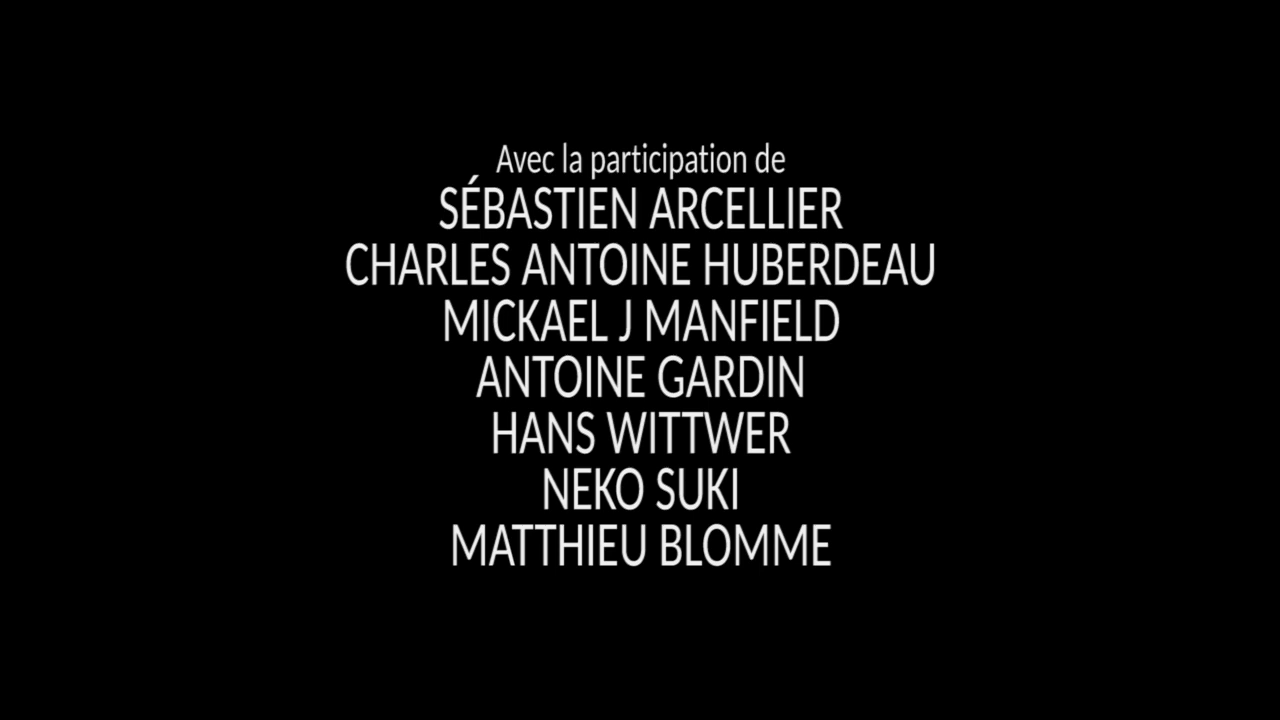 Avec la participation de
SÉBASTIEN ARCELLIER
CHARLES ANTOINE HUBERDEAU
MICKAEL J MANFIELD
ANTOINE GARDIN
HANS WITTWER
NEKO SUKI
MATTHIEU BLOMME